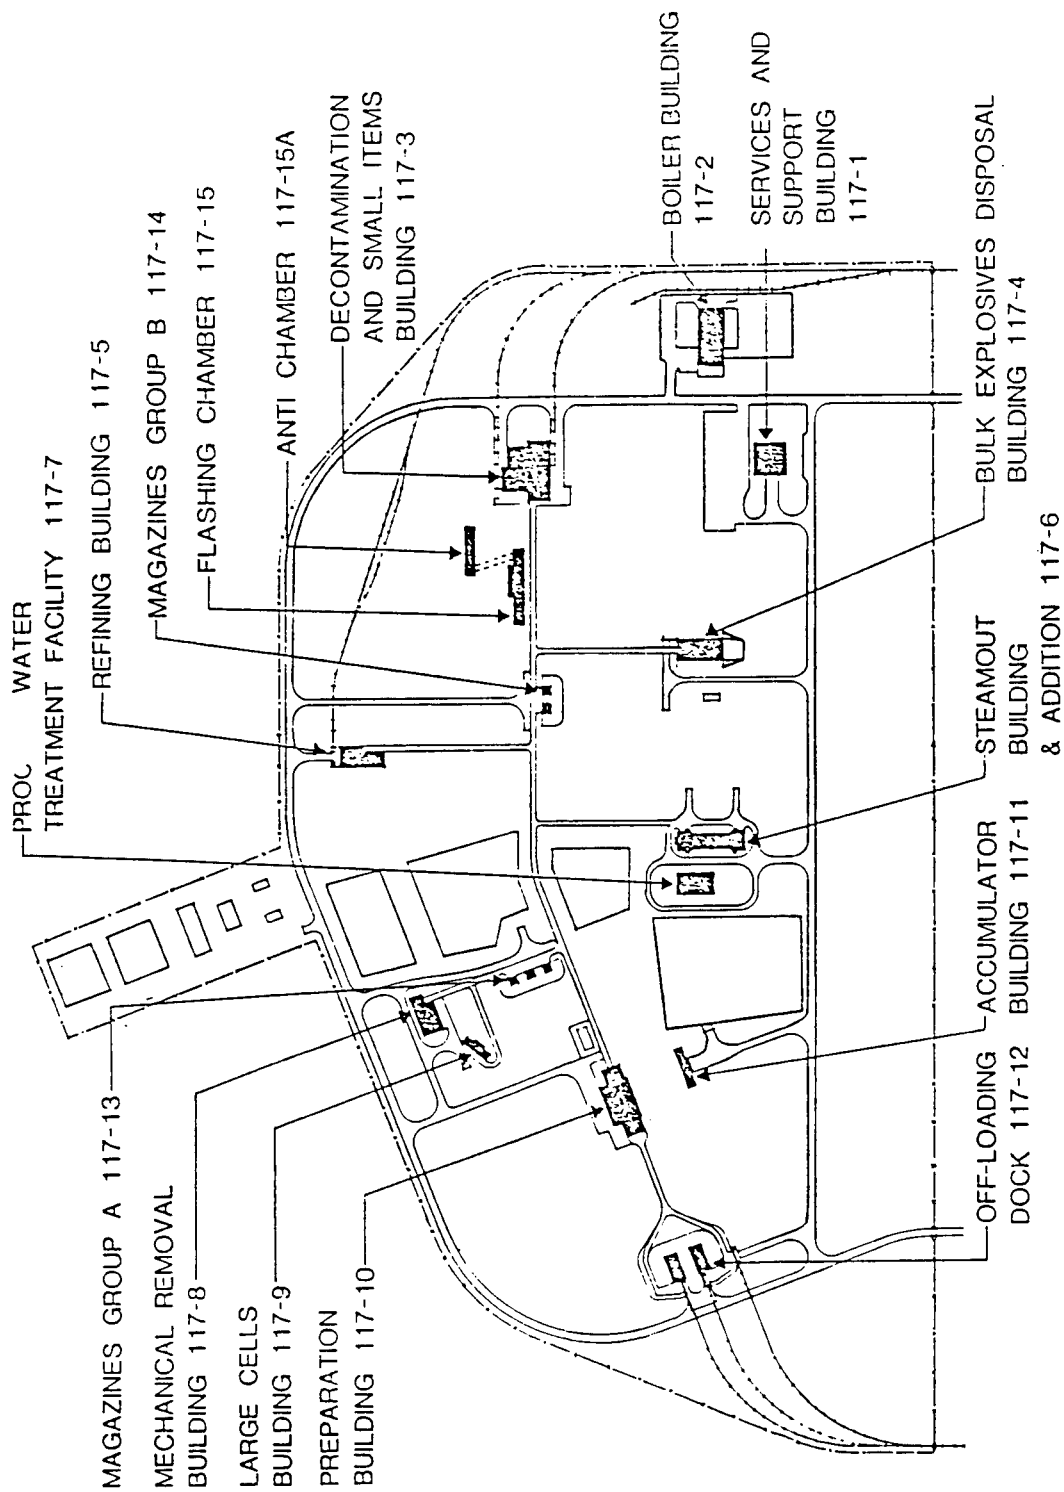 MAGAZINES GROUP A 117-13
MECHANICAL REMOVAL
BUILDING 117-8
LARGE CELLS
BUILDING 117-9
PREPARATION
BUILDING 117-10
WATER
TREATMENT FACILITY 117-7
REFINING BUILDING 117-5
MAGAZINES GROUP B 117-14
FLASHING CHAMBER 117-15
ANTI CHAMBER 117-15A
DECONTAMINATION
AND SMALL ITEMS
BUILDING 117-3
BOILER BUILDING
117-2
SERVICES AND
SUPPORT
BUILDING
117-1
BULK EXPLOSIVES DISPOSAL
BUILDING 117-4
STEAMOUT
BUILDING
& ADDITION 117-6
ACCUMULATOR
BUILDING 117-11
OFF-LOADING
DOCK 117-12